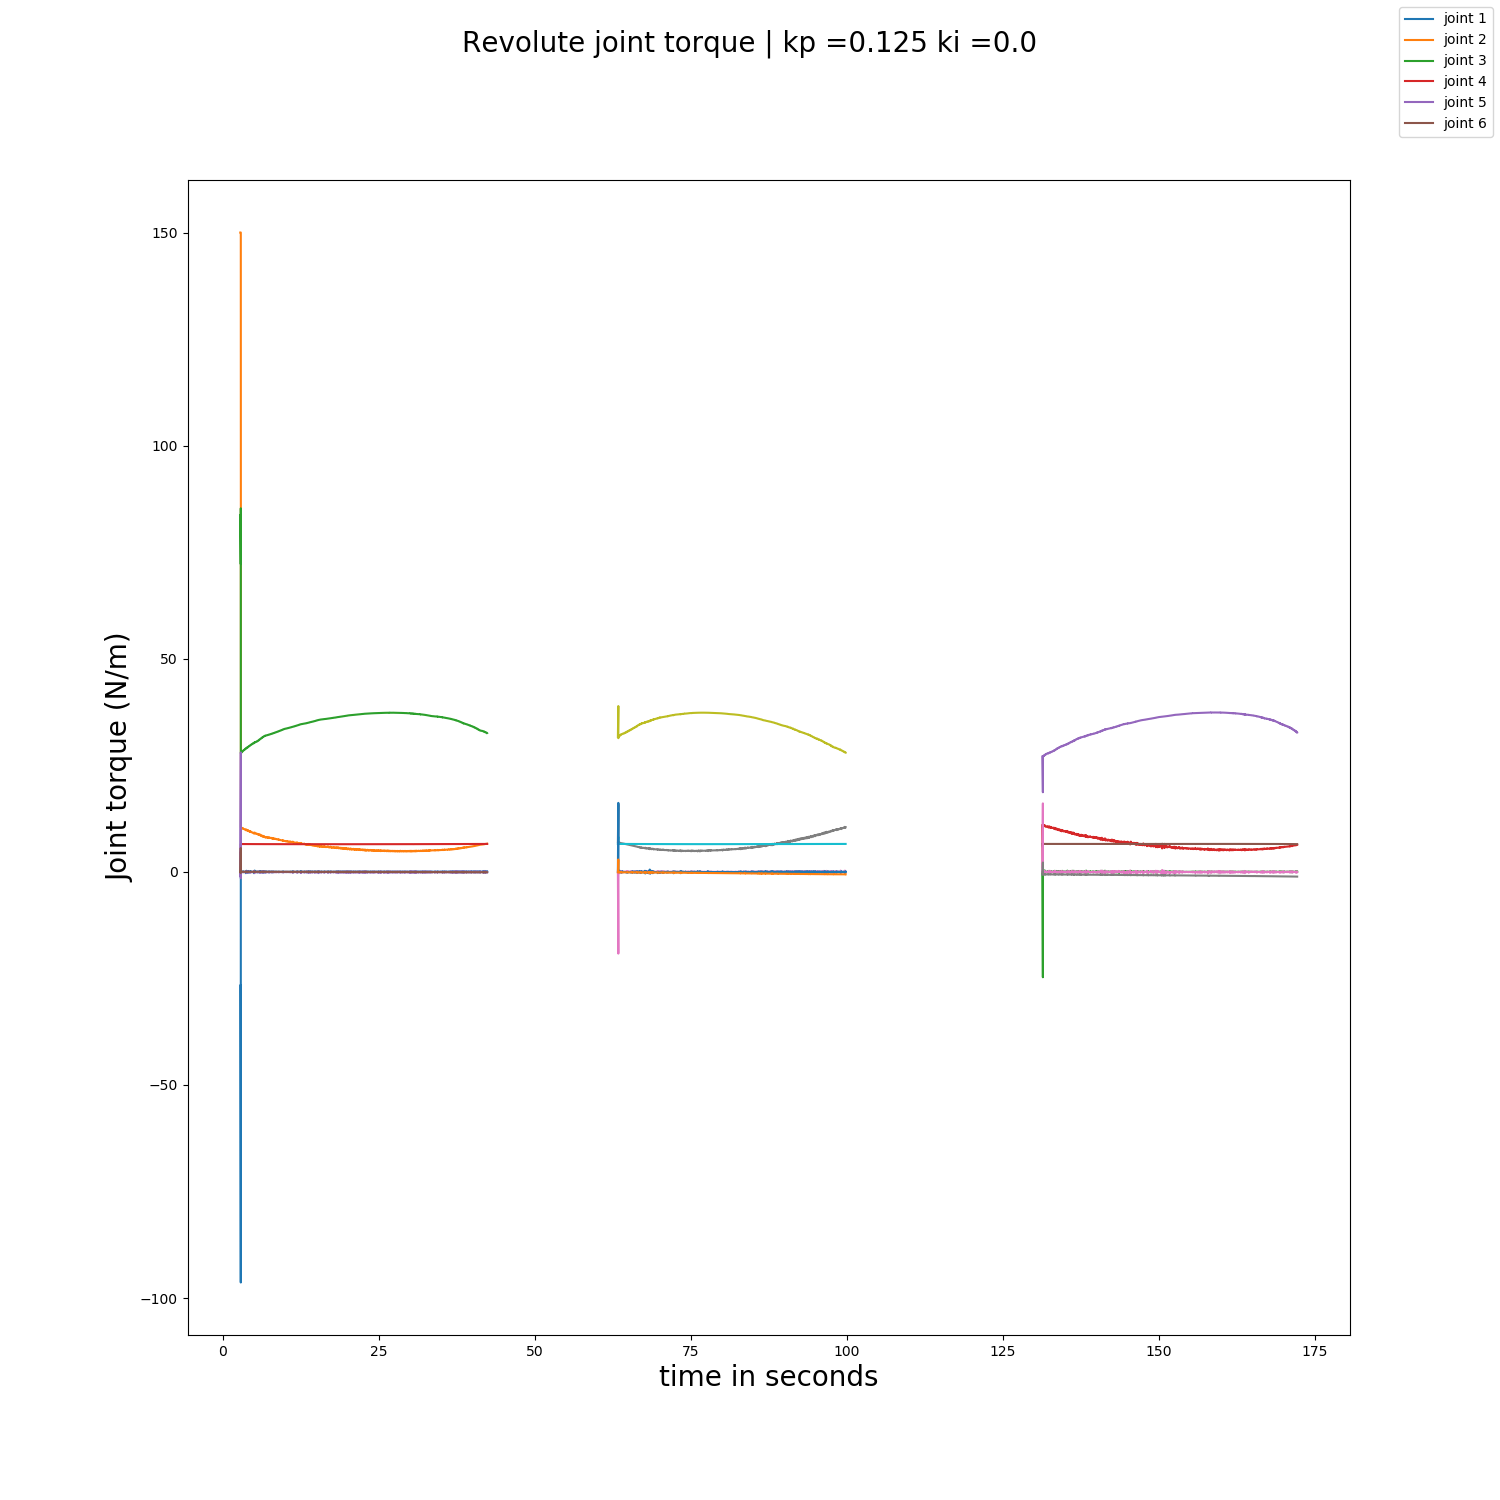 Revolute joint torque | kp =0.125 ki =0.0
joint 1
joint 2
joint 3
joint 4
joint 5
joint 6
150
100
50
0
−50
−100
Joint torque (N/m)
0 25 50 75 100 125 150 175
time in seconds